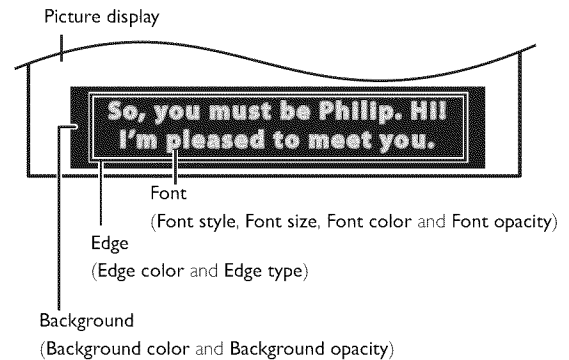 Picture display
So, you must be Philip. Hi!
I'm pleased to meet you.
Font
(Font style, Font size, Font color and Font opacity)
Edge
(Edge color and Edge type)
Background
(Background color and Background opacity)